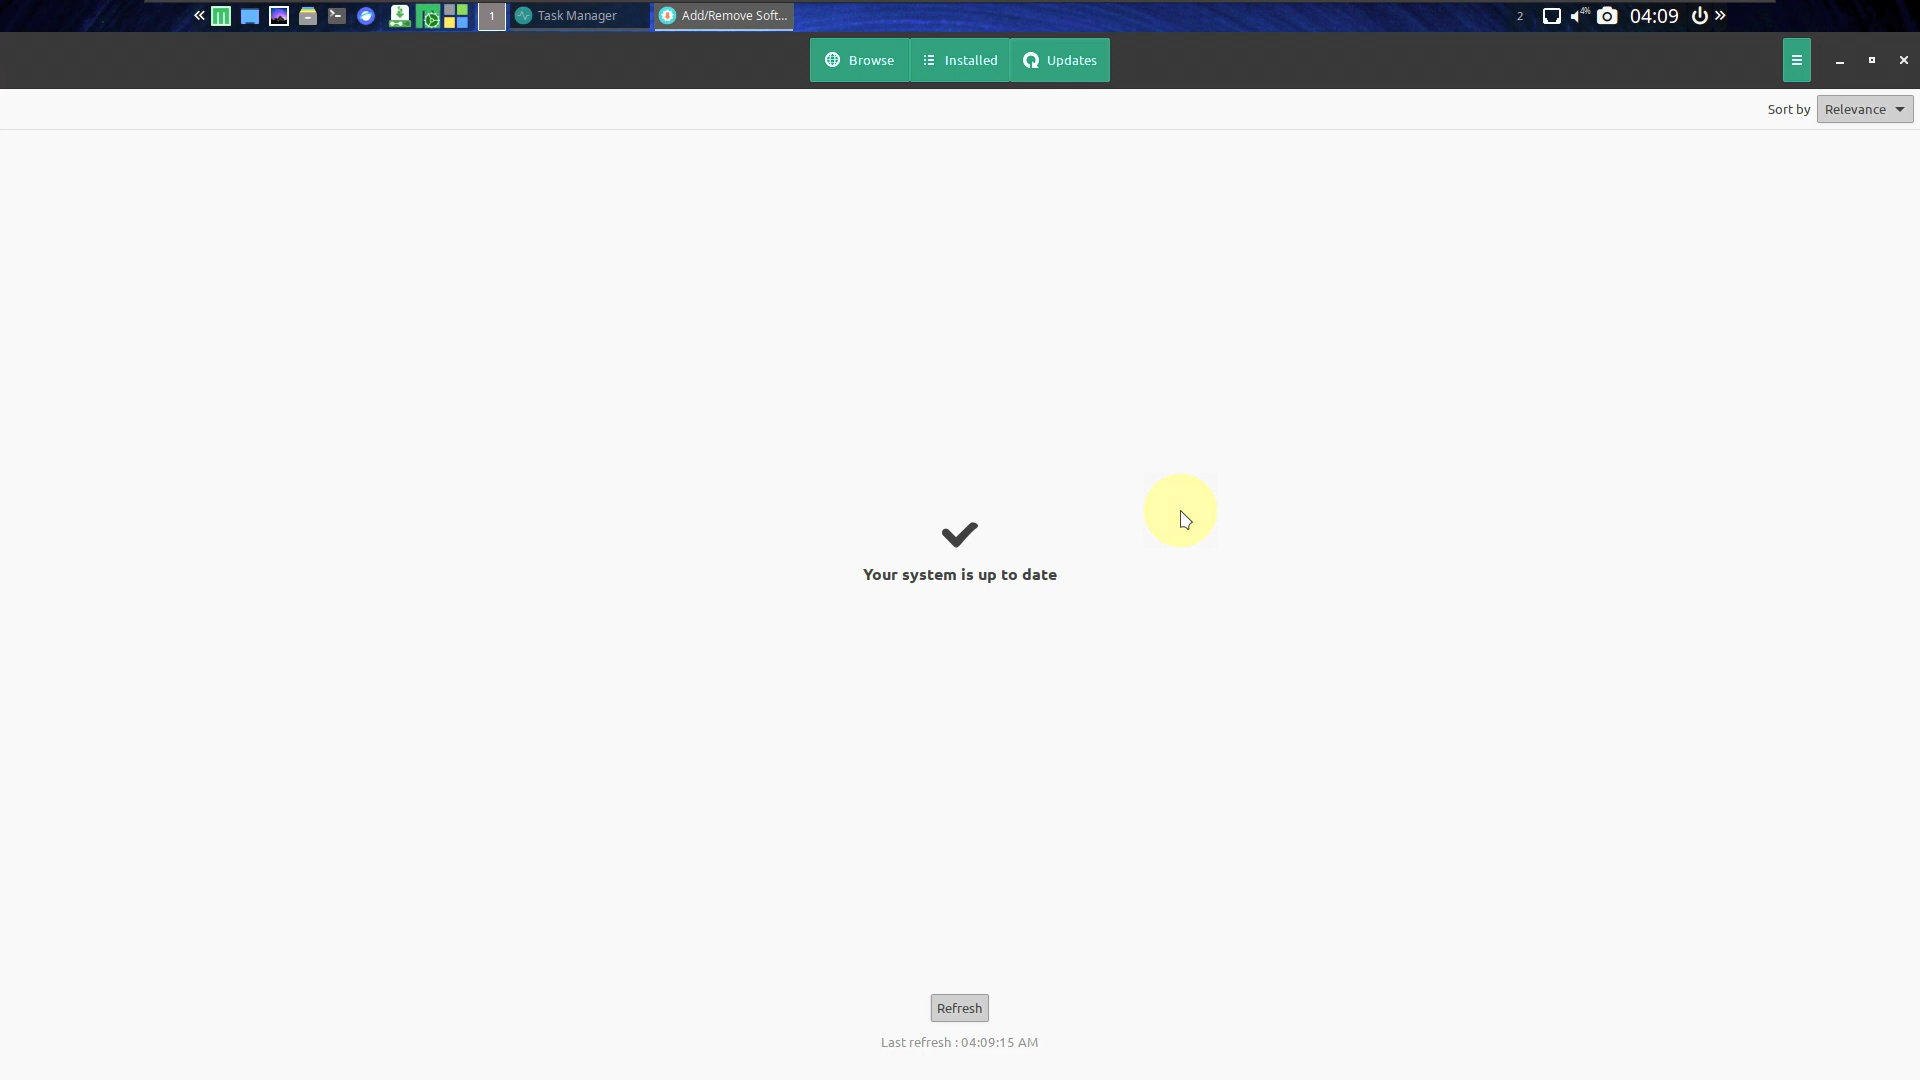 1 Task Manager Add/Remove Soft... 2 4% 04:09
Browse Installed Updates
Sort by Relevance
Your system is up to date
Refresh
Last refresh : 04:09:15 AM